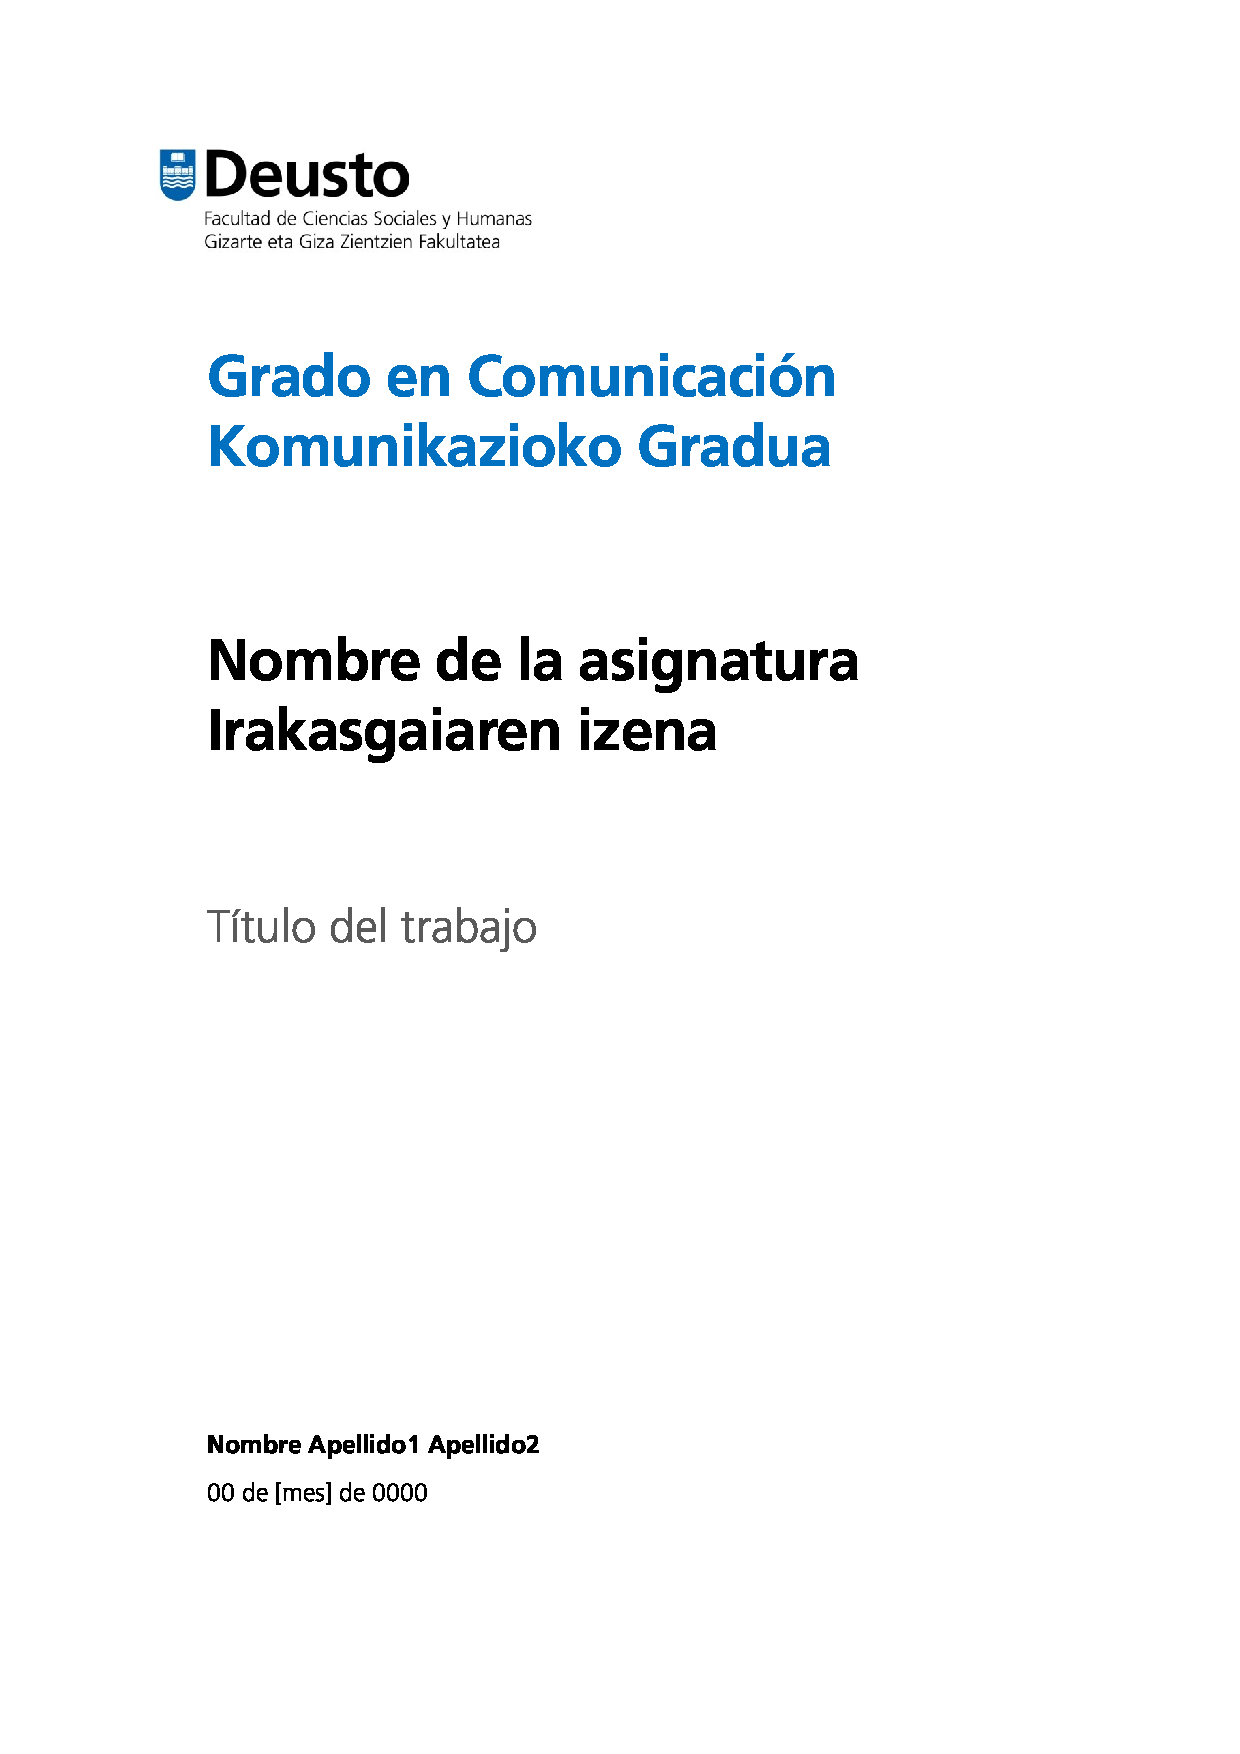 Deusto
Facultad de Ciencias Sociales y Humanas
Gizarte eta Giza Zientzien Fakultatea
Grado en Comunicación
Komunikazioko Gradua
Nombre de la asignatura
Irakasgaiaren izena
Título del trabajo
Nombre Apellido1 Apellido2
00 de [mes] de 0000